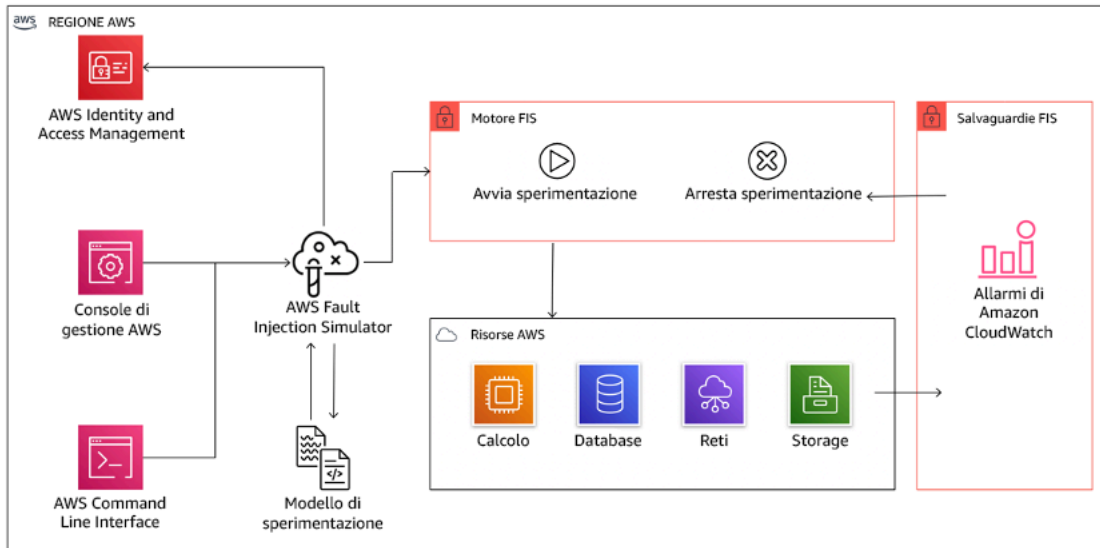 aws
REGIONE AWS
AWS Identity and
Access Management
Console di
gestione AWS
AWS Command
Line Interface
AWS Fault
Injection Simulator
Modello di
sperimentazione
Motore FIS
Avvia sperimentazione
Arresta sperimentazione
Risorse AWS
Calcolo
Database
Reti
Storage
Salvaguardie FIS
Allarmi di
Amazon
CloudWatch